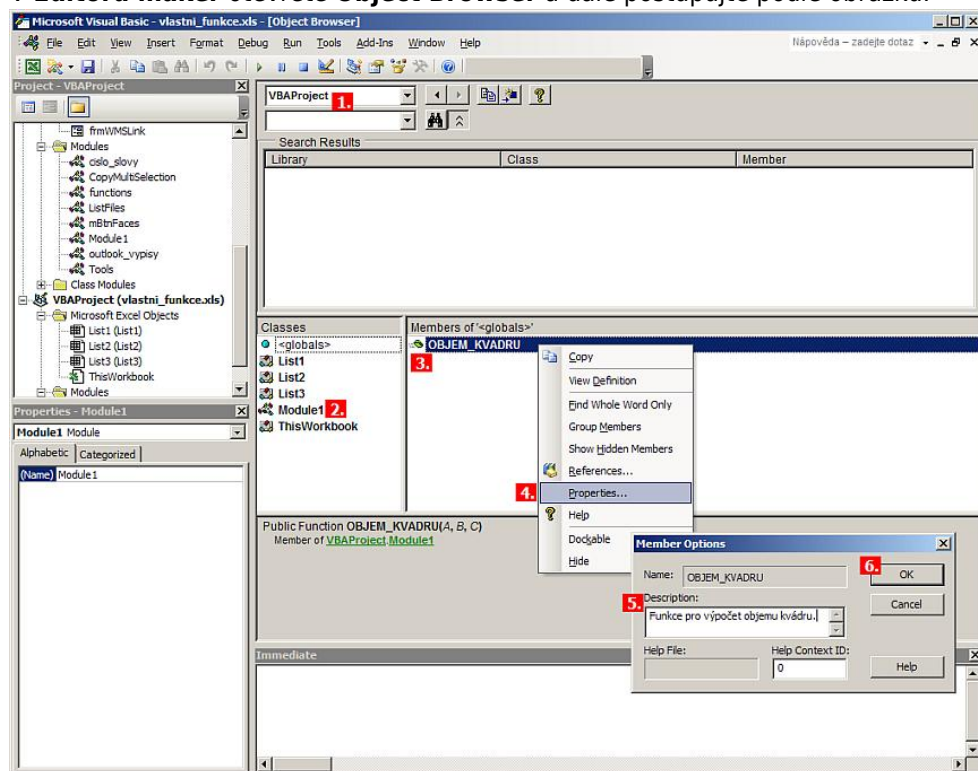 Microsoft Visual Basic - vlastni_funkce.xls - [Object Browser]
File Edit View Insert Format Debug Run Tools Add-Ins Window Help
Nápověda – zadejte dotaz
Project - VBAProject
frmWMSLink
Modules
cislo_slovy
CopyMultiSelection
functions
ListFiles
mBtnFaces
Module1
outlook_vypisy
Tools
Class Modules
VBAProject (vlastni_funkce.xls)
Microsoft Excel Objects
List1 (List1)
List2 (List2)
List3 (List3)
ThisWorkbook
Modules
Properties - Module1
Module1 Module
Alphabetic Categorized
(Name) Module1
VBAProject 1.
Search Results
Library Class Member
Classes
<globals>
List1
List2
List3
Module1 2.
ThisWorkbook
Members of '<globals>'
OBJEM_KVADRU
3.
Copy
View Definition
Find Whole Word Only
Group Members
Show Hidden Members
References...
4. Properties...
Help
Dockable
Hide
Public Function OBJEM_KVADRU(A, B, C)
Member of VBAProject.Module1
Member Options
Name: OBJEM_KVADRU
6. OK
5. Description:
Funkce pro výpočet objemu kvádru.
Cancel
Help File: Help Context ID:
0
Help
Immediate